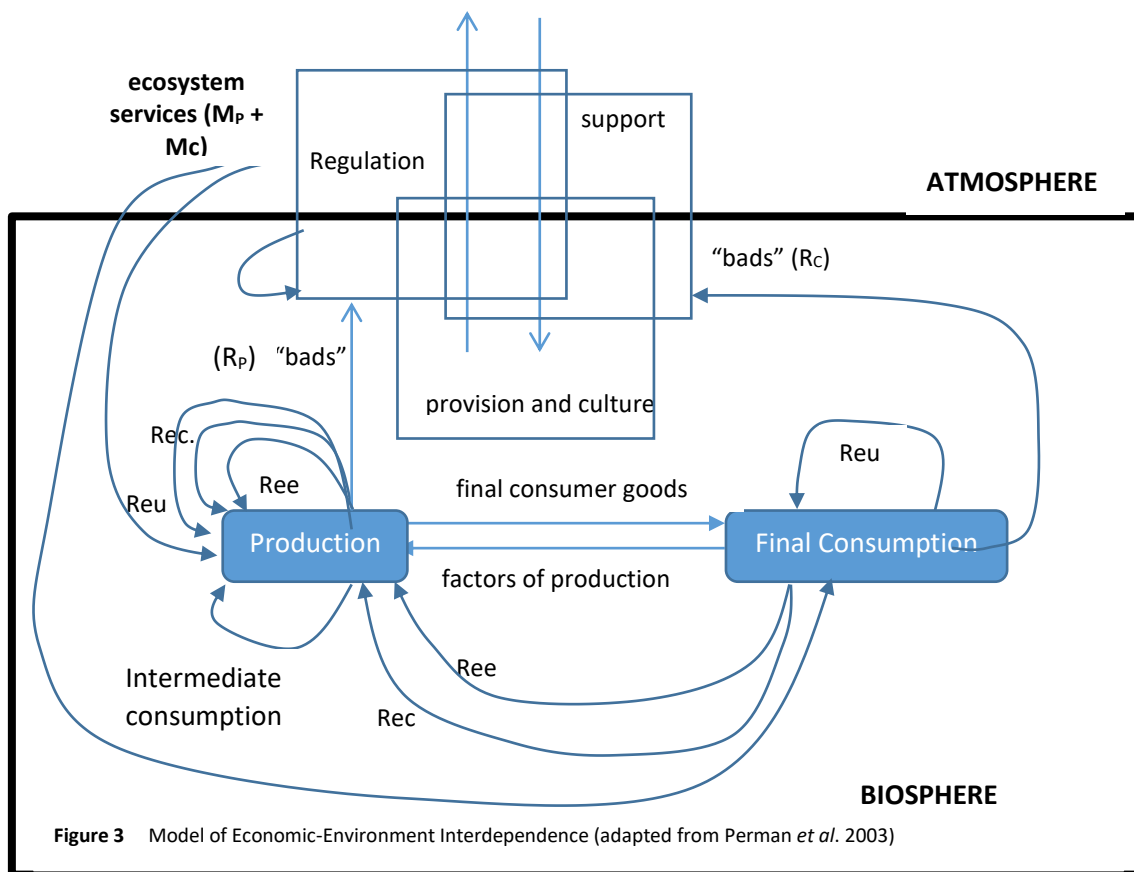 ecosystem
services (MP +
Mc)
support
Regulation
ATMOSPHERE
"bads" (RC)
(RP) "bads"
provision and culture
Rec.
Reu
Ree
Reu
final consumer goods
Production
Final Consumption
factors of production
Ree
Intermediate
consumption
Rec
BIOSPHERE
Figure 3 Model of Economic-Environment Interdependence (adapted from Perman et al. 2003)